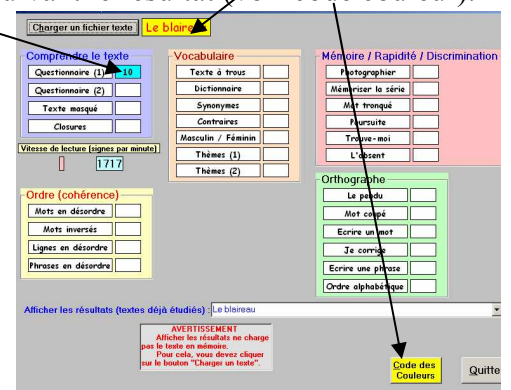 Charger un fichier texte
Comprendre le texte
Questionnaire (1) 10
Questionnaire (2)
Texte masqué
Closures
Vitesse de lecture (signes par minute)
1717
Ordre (cohérence)
Mots en désordre
Mots inversés
Lignes en désordre
Phrases en désordre
Vocabulaire
Texte à trous
Dictionnaire
Synonymes
Contraires
Masculin / Féminin
Thèmes (1)
Thèmes (2)
Mémoire / Rapidité / Discrimination
Photographier
Mémoriser la série
Mot tronqué
Poursuite
Trouve-moi
L'absent
Orthographe
Le pendu
Mot coupé
Ecrire un mot
Je corrige
Ecrire une phrase
Ordre alphabétique
Afficher les résultats (textes déjà étudiés) : Le blaireau
AVERTISSEMENT
Afficher les résultats ne charge
pas le texte en mémoire.
Pour cela, vous devez cliquer
sur le bouton "Charger un texte".
Code des
Couleurs